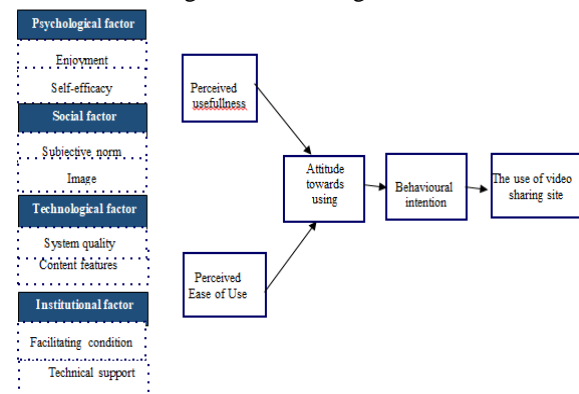 Psychological factor
Enjoyment
Self-efficacy
Social factor
Subjective norm
Image
Technological factor
System quality
Content features
Institutional factor
Facilitating condition
Technical support
Perceived
usefullness
Perceived
Ease of Use
Attitude
towards
using
Behavioural
intention
The use of video
sharing site